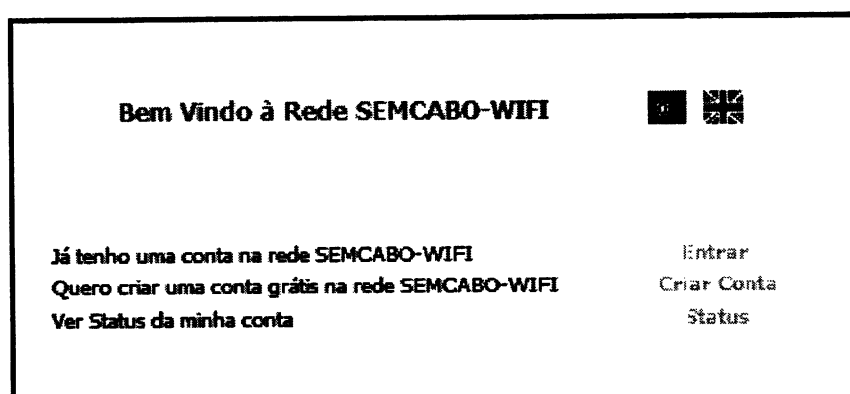 Bem Vindo à Rede SEMCABO-WIFI
Já tenho uma conta na rede SEMCABO-WIFI Entrar
Quero criar uma conta grátis na rede SEMCABO-WIFI Criar Conta
Ver Status da minha conta Status